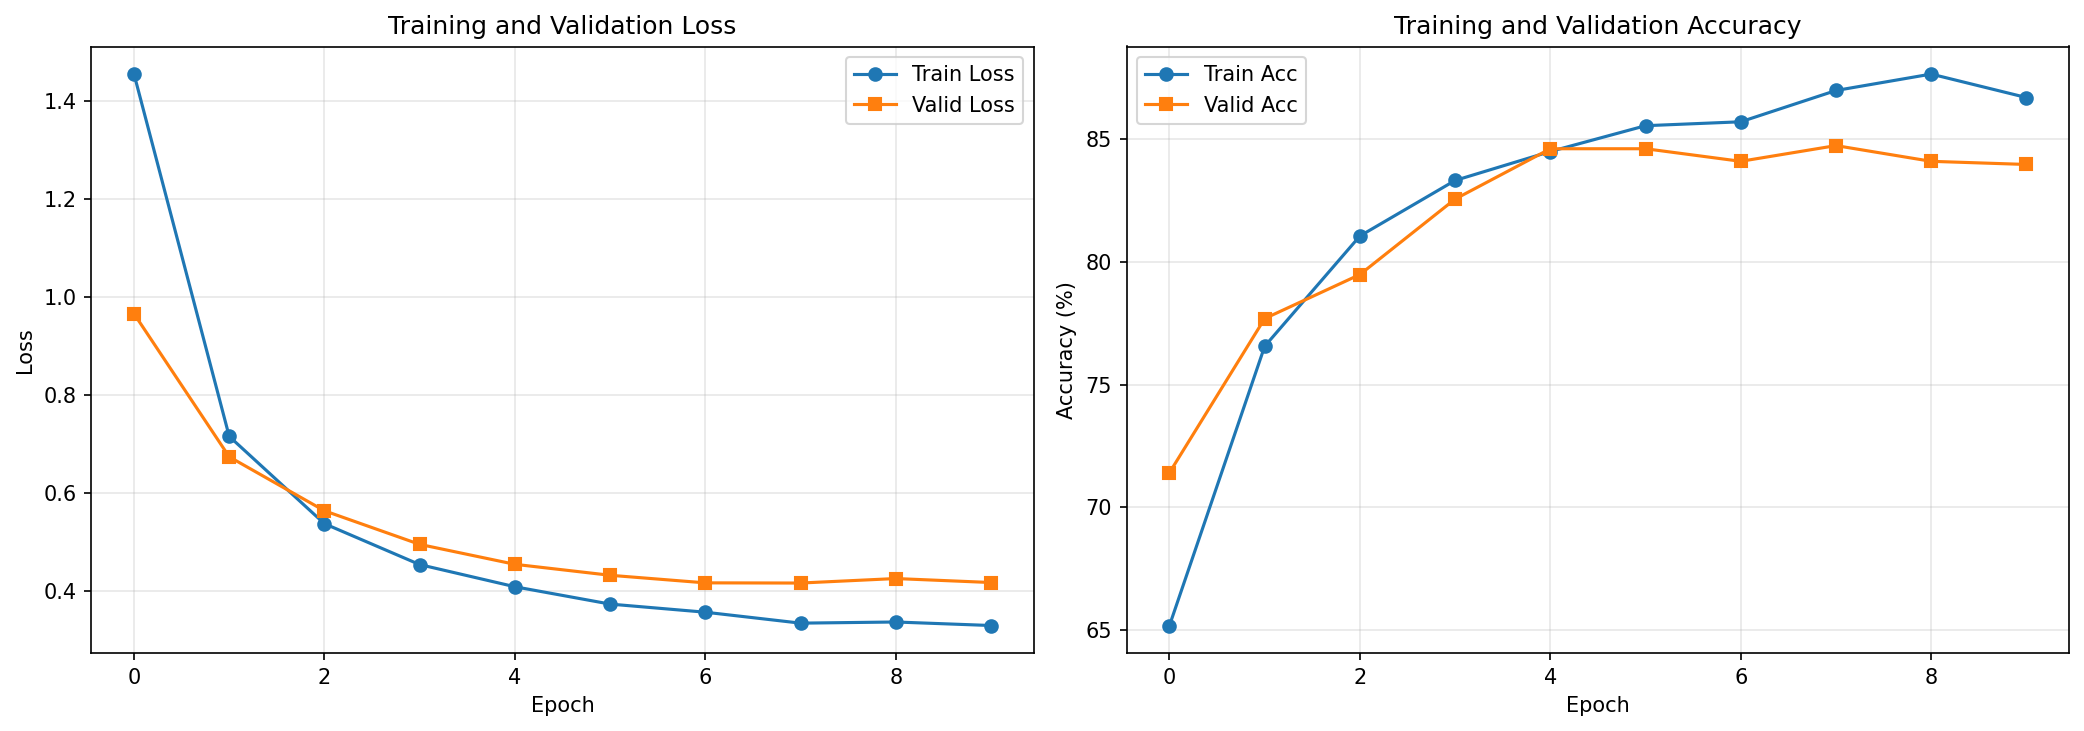 Training and Validation Loss
Train Loss
Valid Loss
1.4
1.2
1.0
0.8
0.6
0.4
Loss
0 2 4 6 8
Epoch
Training and Validation Accuracy
Train Acc
Valid Acc
85
80
75
70
65
Accuracy (%)
0 2 4 6 8
Epoch